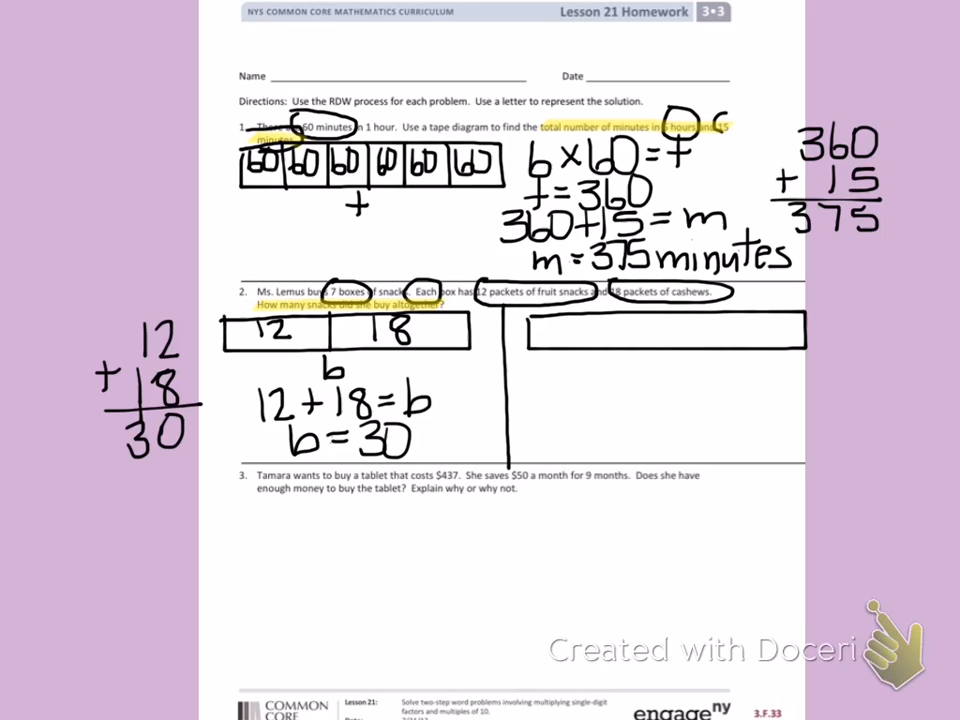 NYS COMMON CORE MATHEMATICS CURRICULUM Lesson 21 Homework 3•3
Name Date
Directions: Use the RDW process for each problem. Use a letter to represent the solution.
1. There 60 minutes in 1 hour. Use a tape diagram to find the total number of minutes in 6 hours and 15
minutes.
60 60 60 60 60 60
t
6 × 60 = t
t = 360
360 + 15 = m
m = 375 minutes
360
+ 15
375
2. Ms. Lemus buys 7 boxes of snacks. Each box has 12 packets of fruit snacks and 18 packets of cashews.
How many snacks did she buy altogether?
12 18
b
12 + 18 = b
b = 30
12
+ 18
30
3. Tamara wants to buy a tablet that costs $437. She saves $50 a month for 9 months. Does she have
enough money to buy the tablet? Explain why or why not.
Created with Doceri
COMMON
CORE
Lesson 21: Solve two-step word problems involving multiplying single-digit
factors and multiples of 10.
engageny
3.F.33